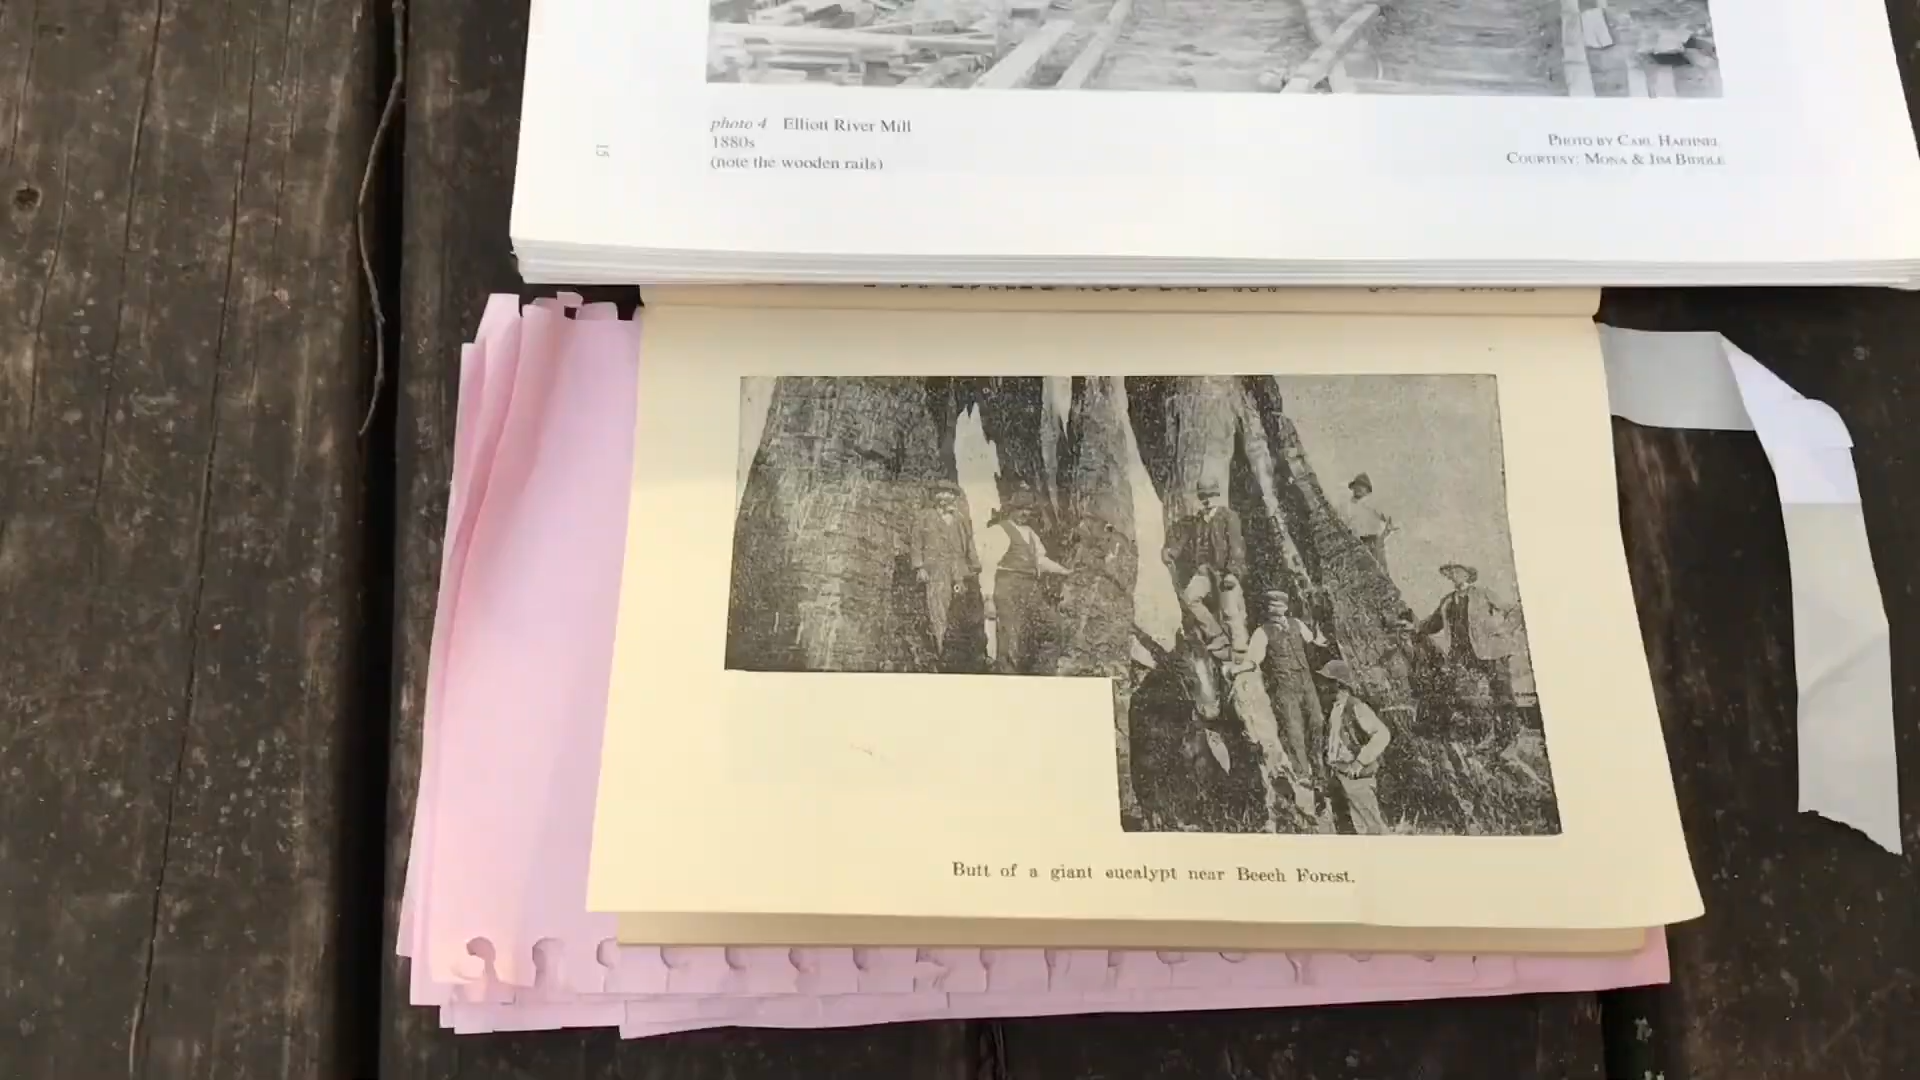 photo 4 Elliott River Mill
1880s
(note the wooden rails)
PHOTO BY CARL HAEHNEL
COURTESY: MONA & JIM BIDDLE
15
Butt of a giant eucalypt near Beech Forest.